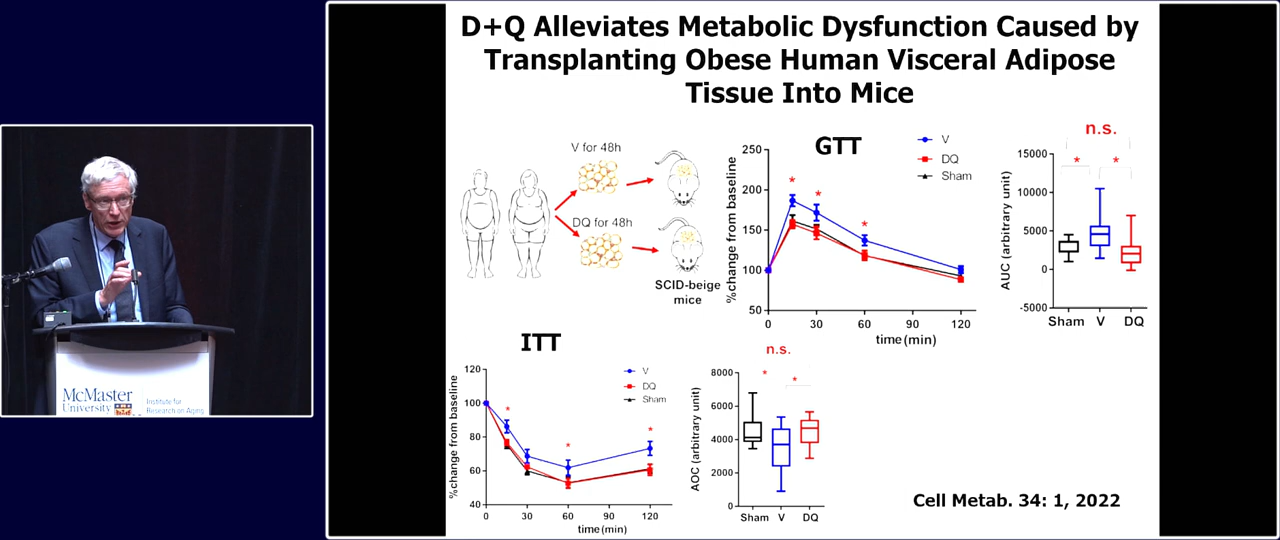 D+Q Alleviates Metabolic Dysfunction Caused by
Transplanting Obese Human Visceral Adipose
Tissue Into Mice
V for 48h
DQ for 48h
SCID-beige
mice
GTT
V
DQ
Sham
%change from baseline
250
200
150
100
50
*
*
*
0
30
60
90
120
time (min)
n.s.
*
*
AUC (arbitrary unit)
15000
10000
5000
0
-5000
Sham
V
DQ
ITT
V
DQ
Sham
%change from baseline
120
100
80
60
40
*
*
*
0
30
60
90
120
time (min)
n.s.
*
*
AOC (arbitrary unit)
8000
6000
4000
2000
0
Sham
V
DQ
Cell Metab. 34: 1, 2022
McMaster
University
Institute for
Research on Aging